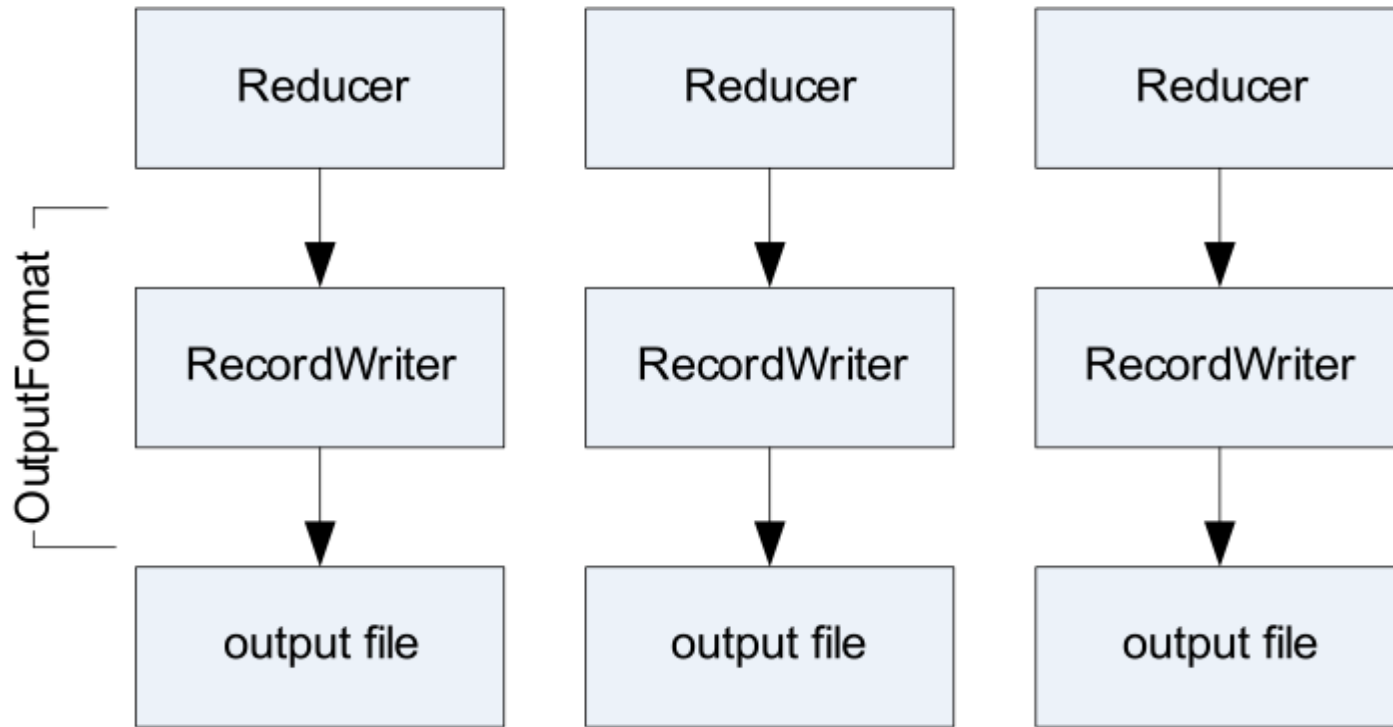 Reducer
Reducer
Reducer
OutputFormat
RecordWriter
RecordWriter
RecordWriter
output file
output file
output file